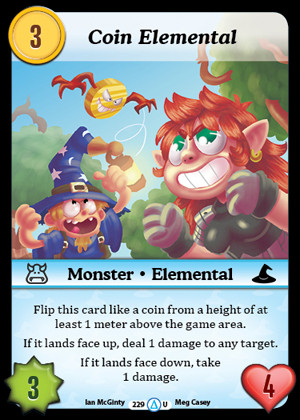 3
Coin Elemental
Monster • Elemental
Flip this card like a coin from a height of at
least 1 meter above the game area.
If it lands face up, deal 1 damage to any target.
If it lands face down, take
1 damage.
3
4
Ian McGinty 229 A U Meg Casey